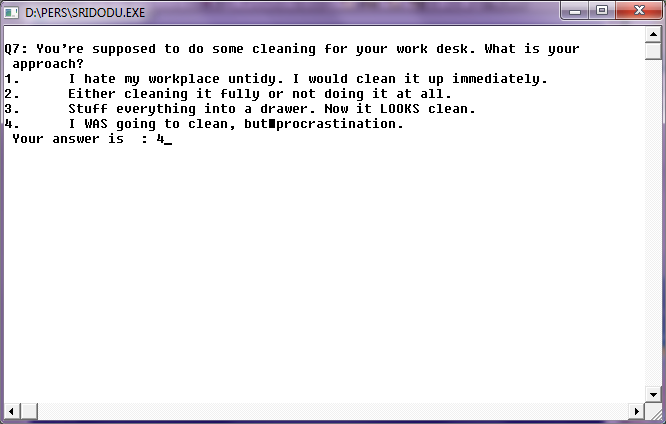 D:\PERS\SRIDODU.EXE
Q7: You're supposed to do some cleaning for your work desk. What is your
approach?
1. I hate my workplace untidy. I would clean it up immediately.
2. Either cleaning it fully or not doing it at all.
3. Stuff everything into a drawer. Now it LOOKS clean.
4. I WAS going to clean, but■procrastination.
Your answer is : 4_